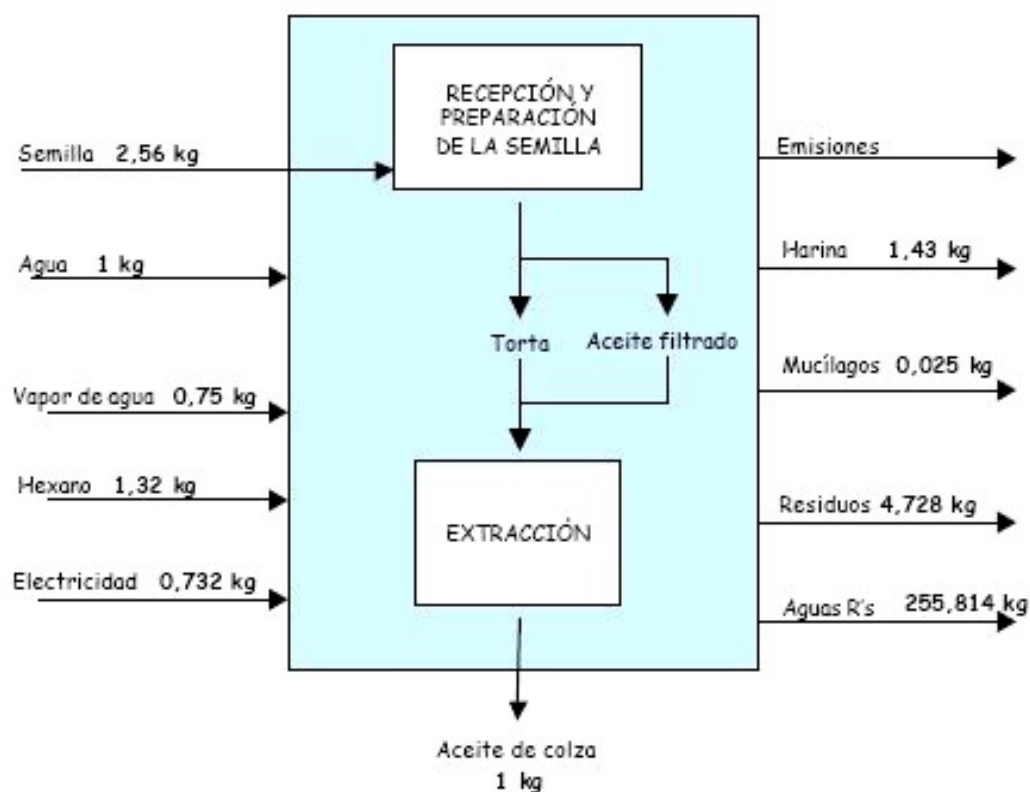 RECEPCIÓN Y
PREPARACIÓN
DE LA SEMILLA
Semilla 2,56 kg
Agua 1 kg
Vapor de agua 0,75 kg
Hexano 1,32 kg
Electricidad 0,732 kg
Torta
Aceite filtrado
EXTRACCIÓN
Emisiones
Harina 1,43 kg
Mucílagos 0,025 kg
Residuos 4,728 kg
Aguas R's 255,814 kg
Aceite de colza
1 kg